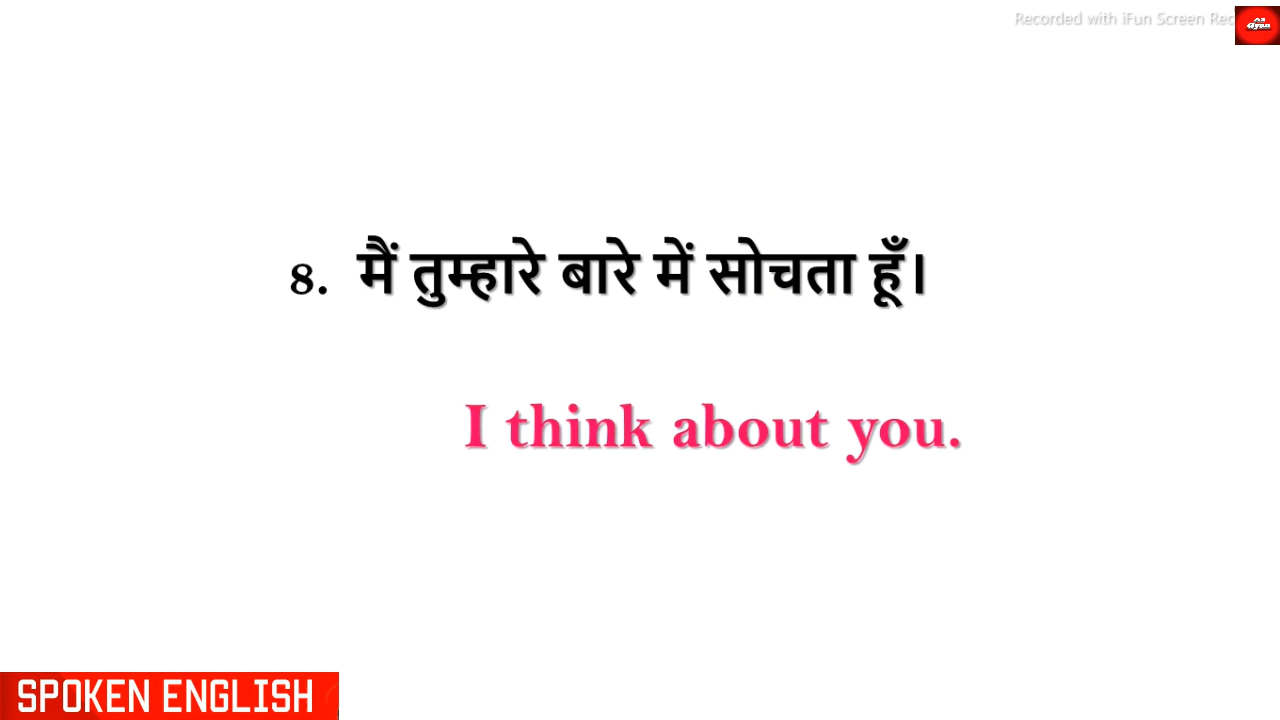 Recorded with iFun Screen Rec
8. मैं तुम्हारे बारे में सोचता हूँ।
I think about you.
SPOKEN ENGLISH